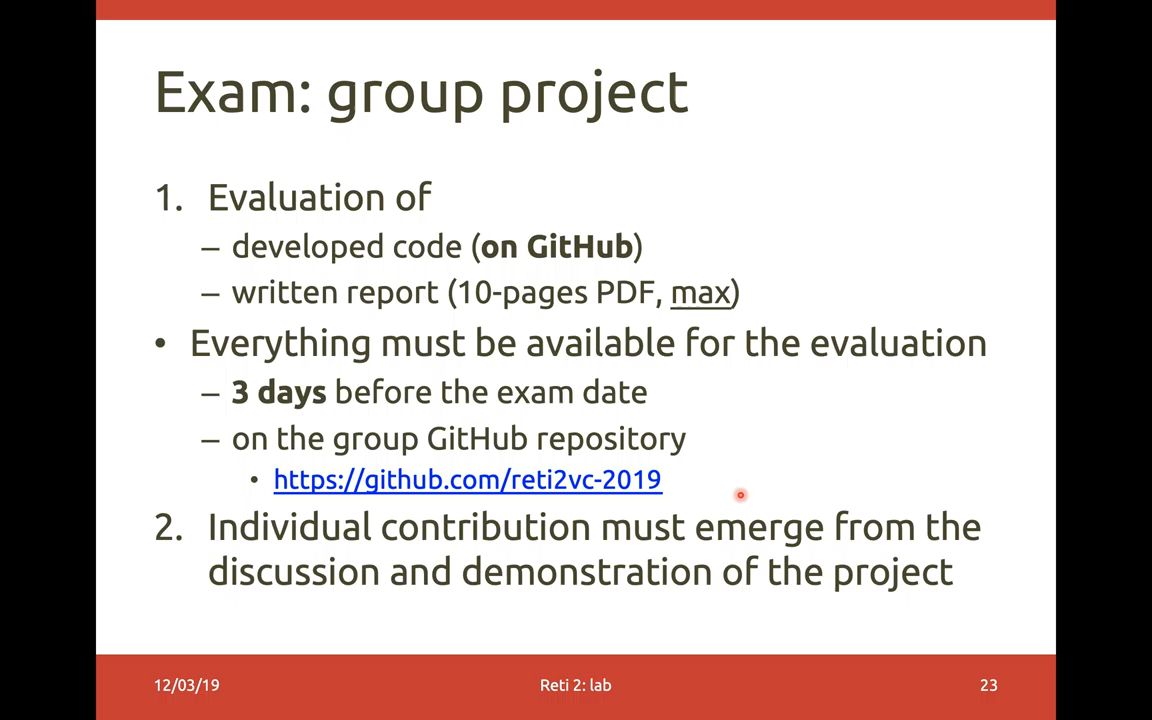 Exam: group project
1. Evaluation of
– developed code (on GitHub)
– written report (10-pages PDF, max)
• Everything must be available for the evaluation
– 3 days before the exam date
– on the group GitHub repository
• https://github.com/reti2vc-2019
2. Individual contribution must emerge from the
discussion and demonstration of the project
12/03/19 Reti 2: lab 23